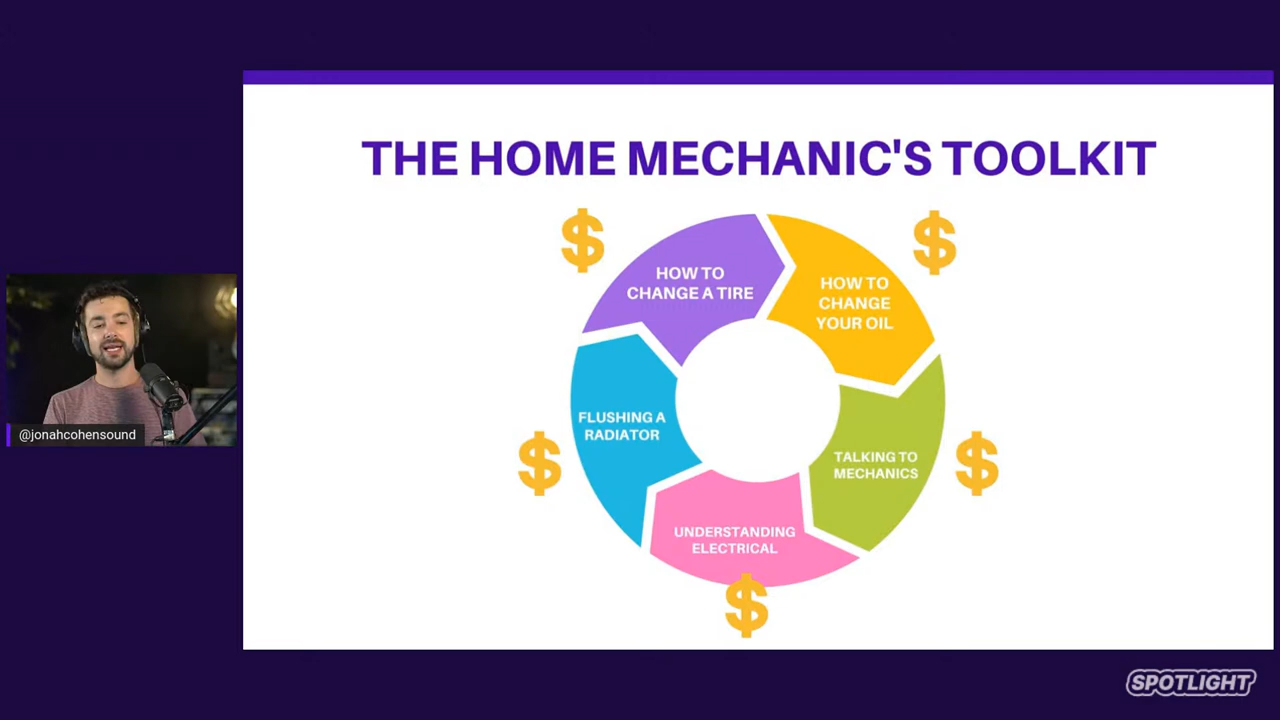 THE HOME MECHANIC'S TOOLKIT
$
$
HOW TO
CHANGE A TIRE
HOW TO
CHANGE
YOUR OIL
FLUSHING A
RADIATOR
TALKING TO
MECHANICS
@jonahcohensound
$
$
UNDERSTANDING
ELECTRICAL
$
SPOTLIGHT